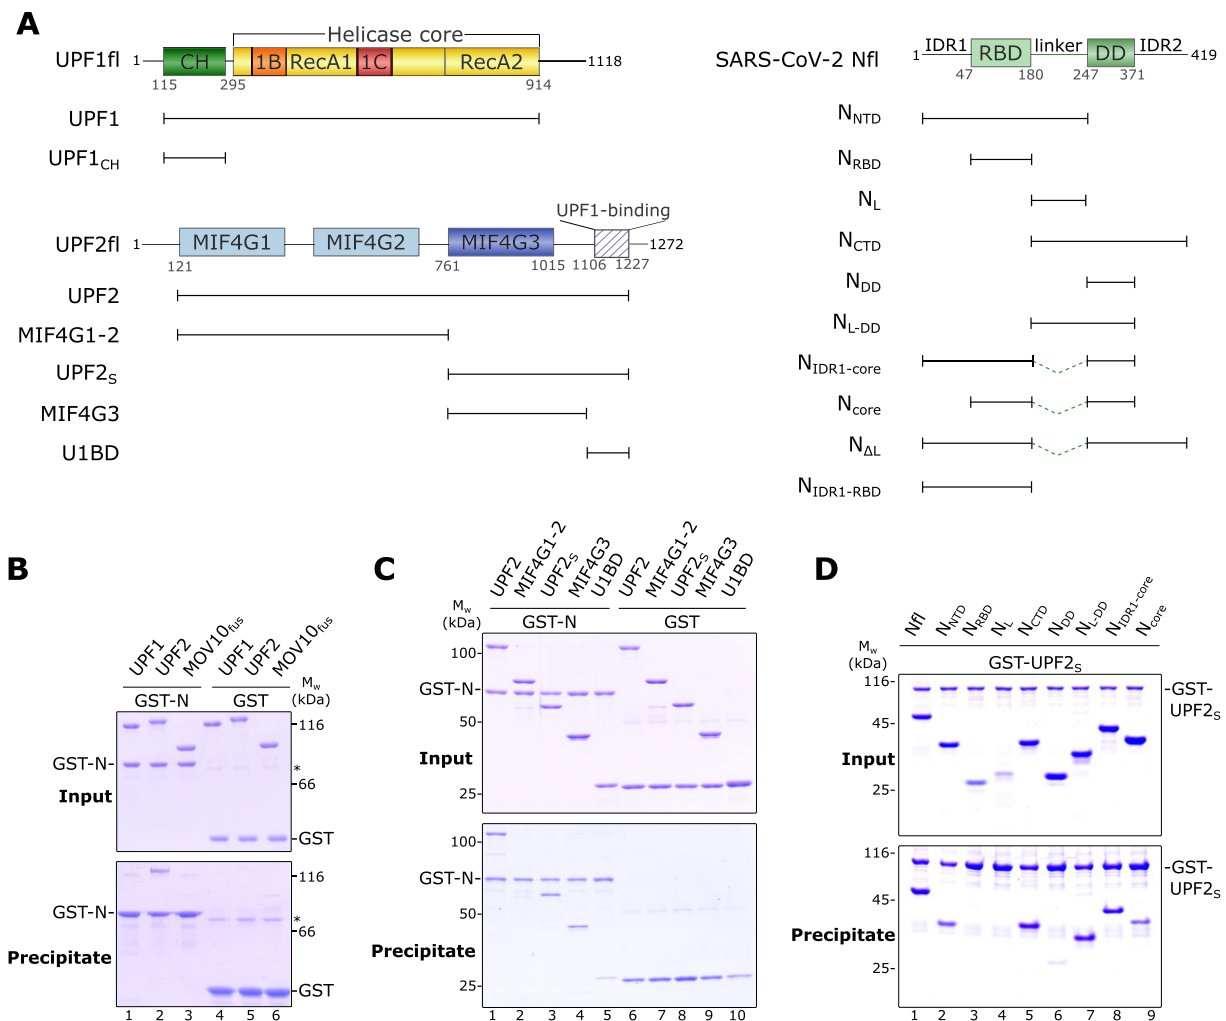 A
UPF1fl 1 CH 1B RecA1 1C RecA2 1118
Helicase core
115 295 914
UPF1
UPF1CH
UPF1-binding
UPF2fl 1 MIF4G1 MIF4G2 MIF4G3 1272
121 761 1015 1106 1227
UPF2
MIF4G1-2
UPF2S
MIF4G3
U1BD
SARS-CoV-2 Nfl 1 IDR1 RBD linker DD IDR2 419
47 180 247 371
NNTD
NRBD
NL
NCTD
NDD
NL-DD
NIDR1-core
Ncore
NΔL
NIDR1-RBD
B
UPF1 UPF2 MOV10fus UPF1 UPF2 MOV10fus
GST-N GST
Mw
(kDa)
116
GST-N-
*
66
Input
-GST
116
GST-N-
*
66
Precipitate
-GST
1 2 3 4 5 6
C
UPF2 MIF4G1-2 UPF2S MIF4G3 U1BD UPF2 MIF4G1-2 UPF2S MIF4G3 U1BD
Mw
(kDa)
GST-N GST
100-
GST-N-
50-
Input
25-
100-
GST-N-
50-
Precipitate
25-
1 2 3 4 5 6 7 8 9 10
D
Nfl NNTD NRBD NL NCTD NDD NL-DD NIDR1-core Ncore
Mw
(kDa)
GST-UPF2S
116-
-GST-
UPF2S
45-
Input
25-
116-
-GST-
UPF2S
45-
Precipitate
25-
1 2 3 4 5 6 7 8 9